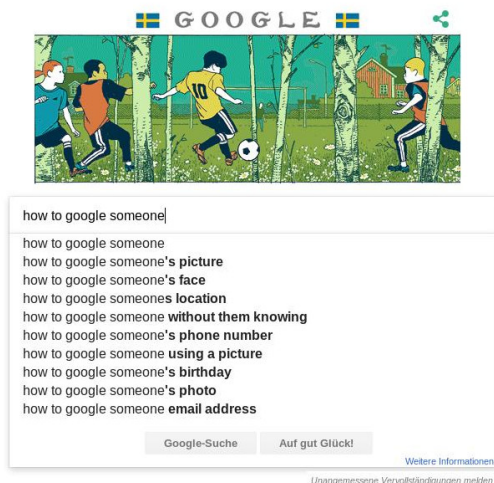 GOOGLE
10
how to google someone
how to google someone
how to google someone's picture
how to google someone's face
how to google someones location
how to google someone without them knowing
how to google someone's phone number
how to google someone using a picture
how to google someone's birthday
how to google someone's photo
how to google someone email address
Google-Suche Auf gut Glück!
Weitere Informationen
Unangemessene Vervollständigungen melden